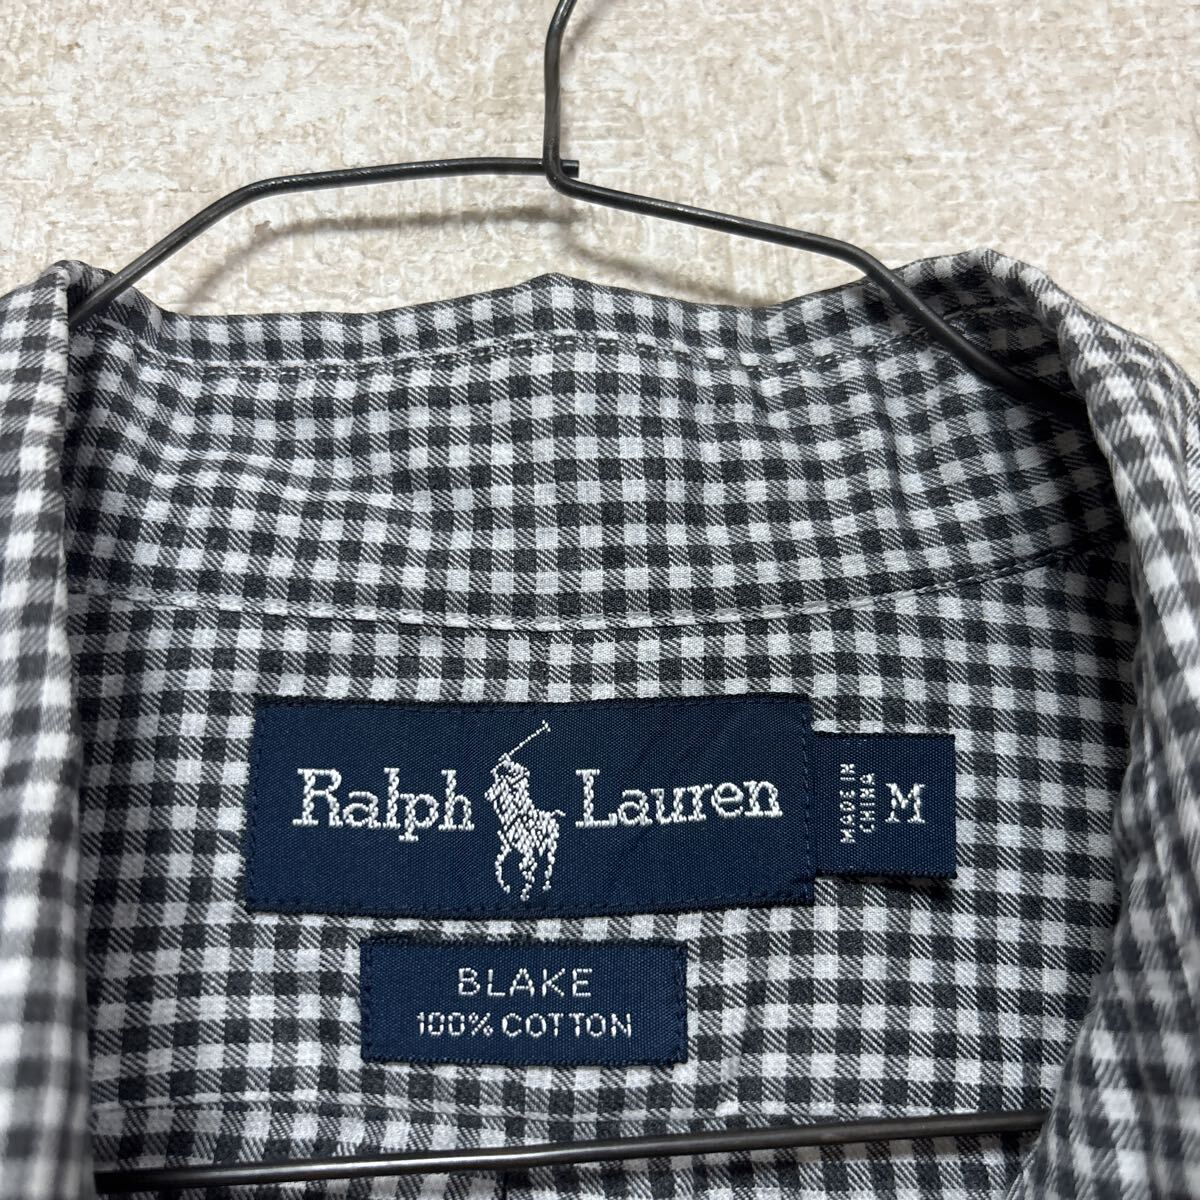 Ralph Lauren
MADE IN
CHINA
M
BLAKE
100% COTTON